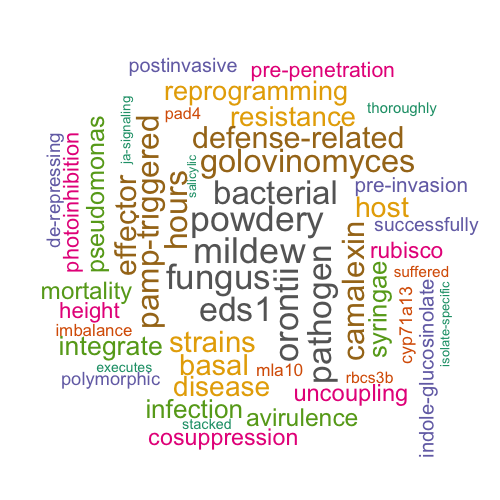 postinvasive
pre-penetration
reprogramming
ja-signaling
pad4
resistance
thoroughly
defense-related
golovinomyces
de-repressing
photoinhibition
pseudomonas
effector
pamp-triggered
hours
salicylic
bacterial
pre-invasion
powdery
host
successfully
mildew
rubisco
fungus
orontii
pathogen
camalexin
syringae
suffered
cyp71a13
indole-glucosinolate
isolate-specific
mortality
eds1
height
imbalance
integrate
strains
executes
basal
polymorphic
disease
mla10
rbcs3b
uncoupling
infection
avirulence
stacked
cosuppression